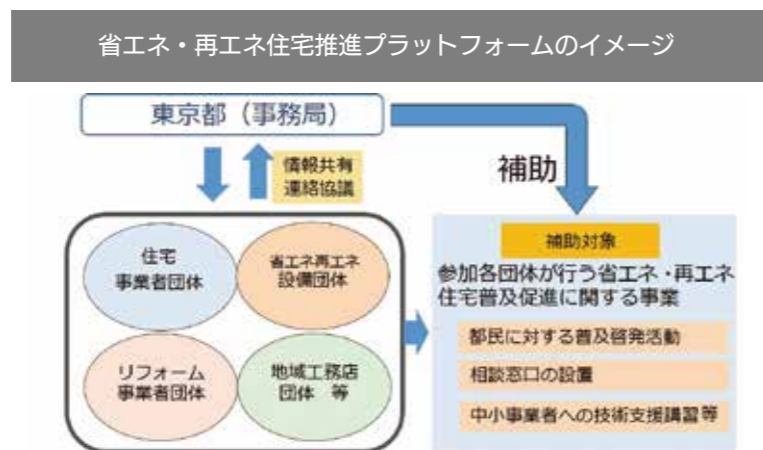 省エネ・再エネ住宅推進プラットフォームのイメージ
東京都（事務局）
情報共有
連絡協議
補助
住宅
事業者団体
省エネ再エネ
設備団体
リフォーム
事業者団体
地域工務店
団体　等
補助対象
参加各団体が行う省エネ・再エネ
住宅普及促進に関する事業
都民に対する普及啓発活動
相談窓口の設置
中小事業者への技術支援講習等